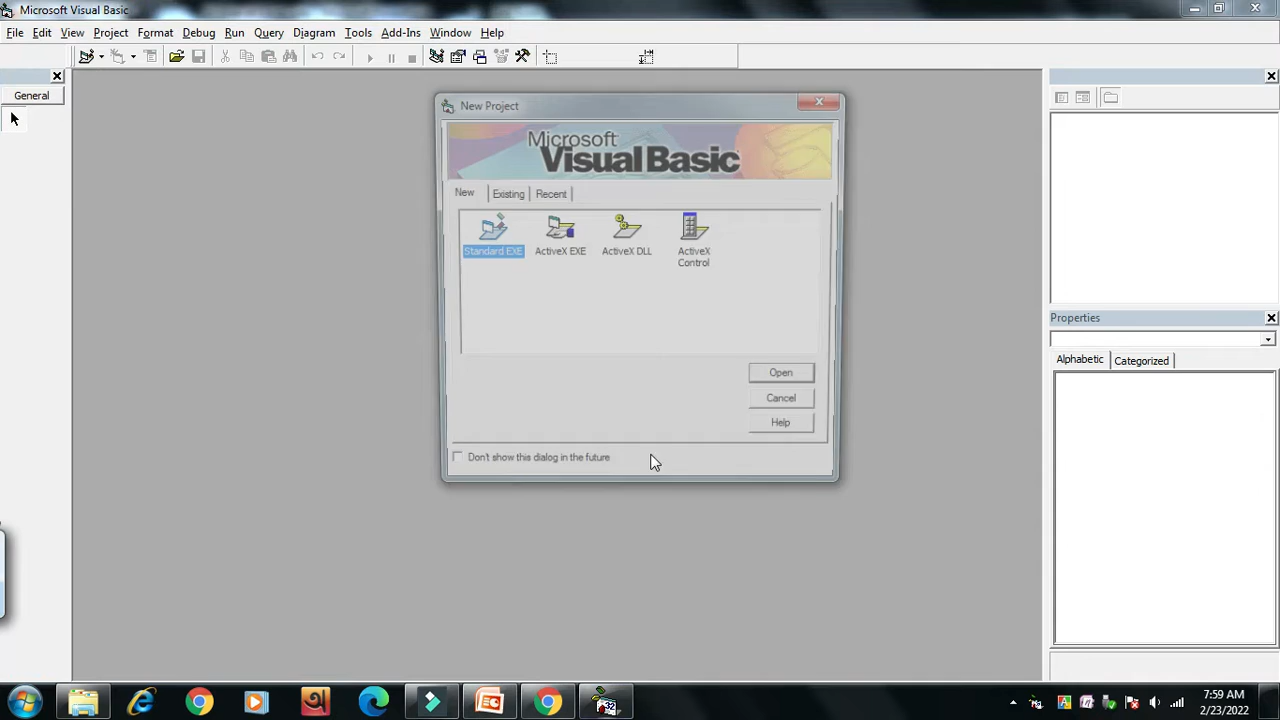 Microsoft Visual Basic
File Edit View Project Format Debug Run Query Diagram Tools Add-Ins Window Help
General
New Project
Microsoft
Visual Basic
New Existing Recent
Standard EXE ActiveX EXE ActiveX DLL ActiveX Control
Open
Cancel
Help
Don't show this dialog in the future
Properties
Alphabetic Categorized
32
7:59 AM
2/23/2022